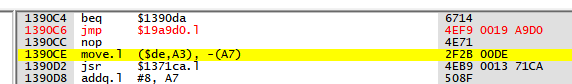 1390C4 beq $1390da 6714
1390C6 jmp $19a9d0.l 4EF9 0019 A9D0
1390CC nop 4E71
1390CE move.l ($de,A3), -(A7) 2F2B 00DE
1390D2 jsr $1371ca.l 4EB9 0013 71CA
1390D8 addq.l #8, A7 508F